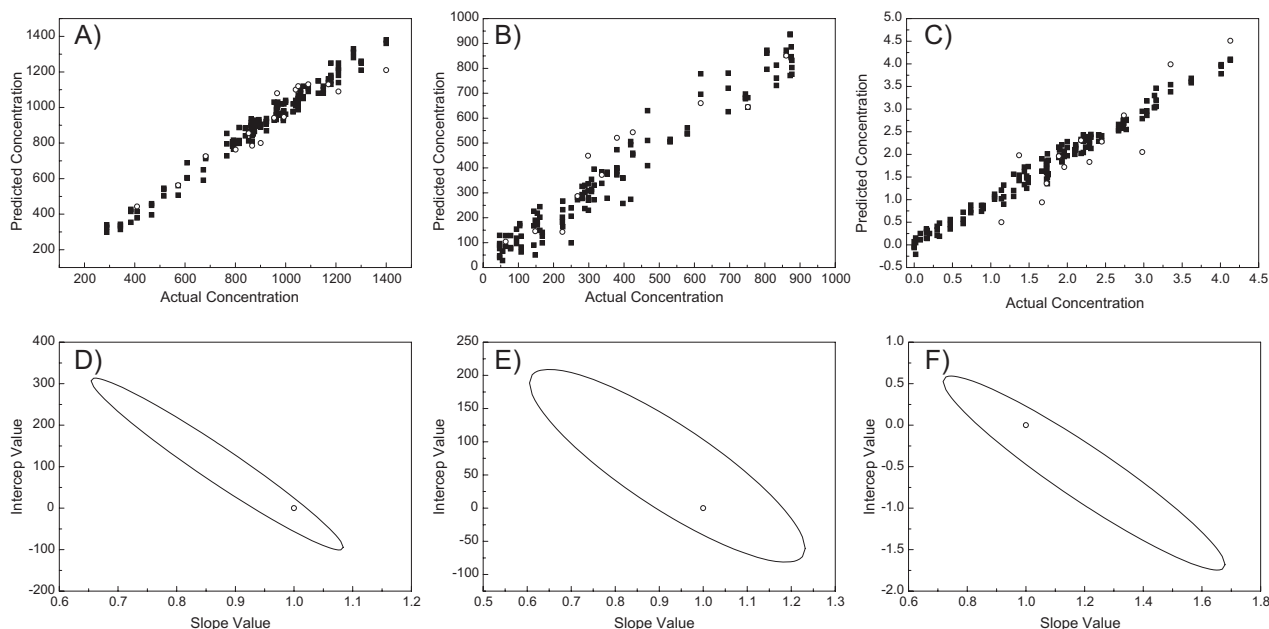 A)
Predicted Concentration
1400
1200
1000
800
600
400
200
200 400 600 800 1000 1200 1400
Actual Concentration
B)
Predicted Concentration
1000
900
800
700
600
500
400
300
200
100
0
0 100 200 300 400 500 600 700 800 900 1000
Actual Concentration
C)
Predicted Concentration
5.0
4.5
4.0
3.5
3.0
2.5
2.0
1.5
1.0
0.5
0.0
-0.5
0.0 0.5 1.0 1.5 2.0 2.5 3.0 3.5 4.0 4.5
Actual Concentration
D)
Intercep Value
400
300
200
100
0
-100
-200
0.6 0.7 0.8 0.9 1.0 1.1 1.2
Slope Value
E)
Intercep Value
250
200
150
100
50
0
-25
-50
-100
0.5 0.6 0.7 0.8 0.9 1.0 1.1 1.2 1.3
Slope Value
F)
Intercep Value
1.0
0.5
0.0
-0.5
-1.0
-1.5
-2.0
0.6 0.8 1.0 1.2 1.4 1.6 1.8
Slope Value